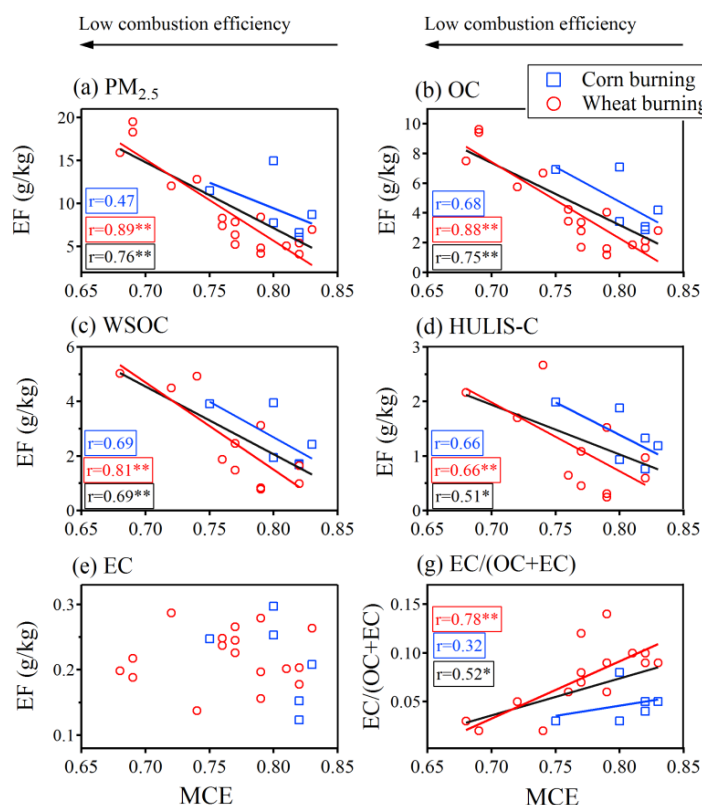 Low combustion efficiency
Low combustion efficiency
(a) PM2.5
(b) OC
Corn burning
Wheat burning
EF (g/kg)
20
15
10
5
r=0.47
r=0.89**
r=0.76**
0.65 0.70 0.75 0.80 0.85
EF (g/kg)
10
8
6
4
2
0
r=0.68
r=0.88**
r=0.75**
0.65 0.70 0.75 0.80 0.85
(c) WSOC
(d) HULIS-C
EF (g/kg)
6
4
2
0
r=0.69
r=0.81**
r=0.69**
0.65 0.70 0.75 0.80 0.85
EF (g/kg)
3
2
1
0
r=0.66
r=0.66**
r=0.51*
0.65 0.70 0.75 0.80 0.85
(e) EC
(g) EC/(OC+EC)
EF (g/kg)
0.3
0.2
0.1
0.65 0.70 0.75 0.80 0.85
MCE
EC/(OC+EC)
0.15
0.10
0.05
r=0.78**
r=0.32
r=0.52*
0.65 0.70 0.75 0.80 0.85
MCE